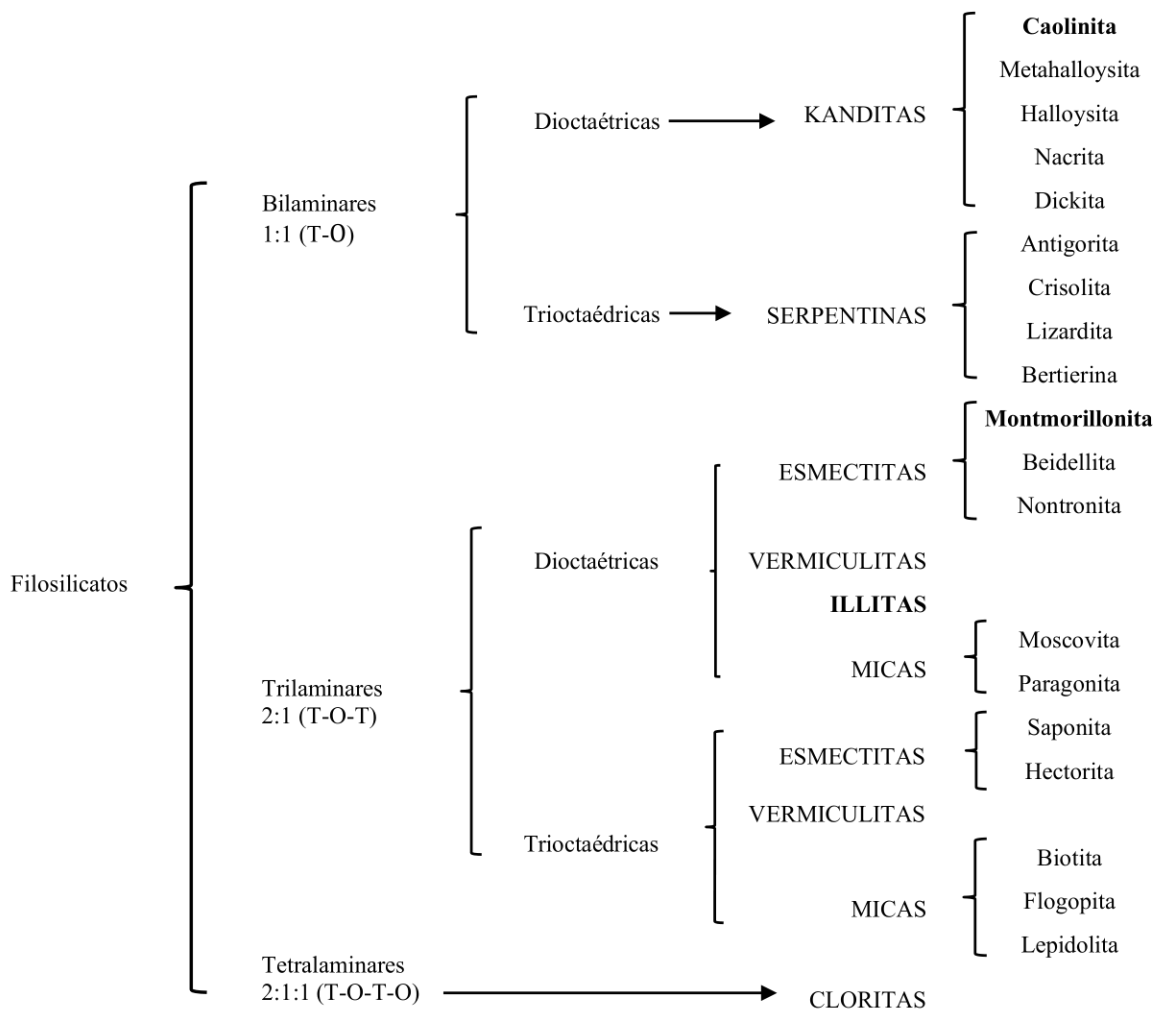 Filosilicatos
Bilaminares
1:1 (T-O)
Dioctaétricas
KANDITAS
Caolinita
Metahalloysita
Halloysita
Nacrita
Dickita
Trioctaédricas
SERPENTINAS
Antigorita
Crisolita
Lizardita
Bertierina
Trilaminares
2:1 (T-O-T)
Dioctaétricas
ESMECTITAS
Montmorillonita
Beidellita
Nontronita
VERMICULITAS
ILLITAS
MICAS
Moscovita
Paragonita
Trioctaédricas
ESMECTITAS
Saponita
Hectorita
VERMICULITAS
MICAS
Biotita
Flogopita
Lepidolita
Tetralaminares
2:1:1 (T-O-T-O)
CLORITAS